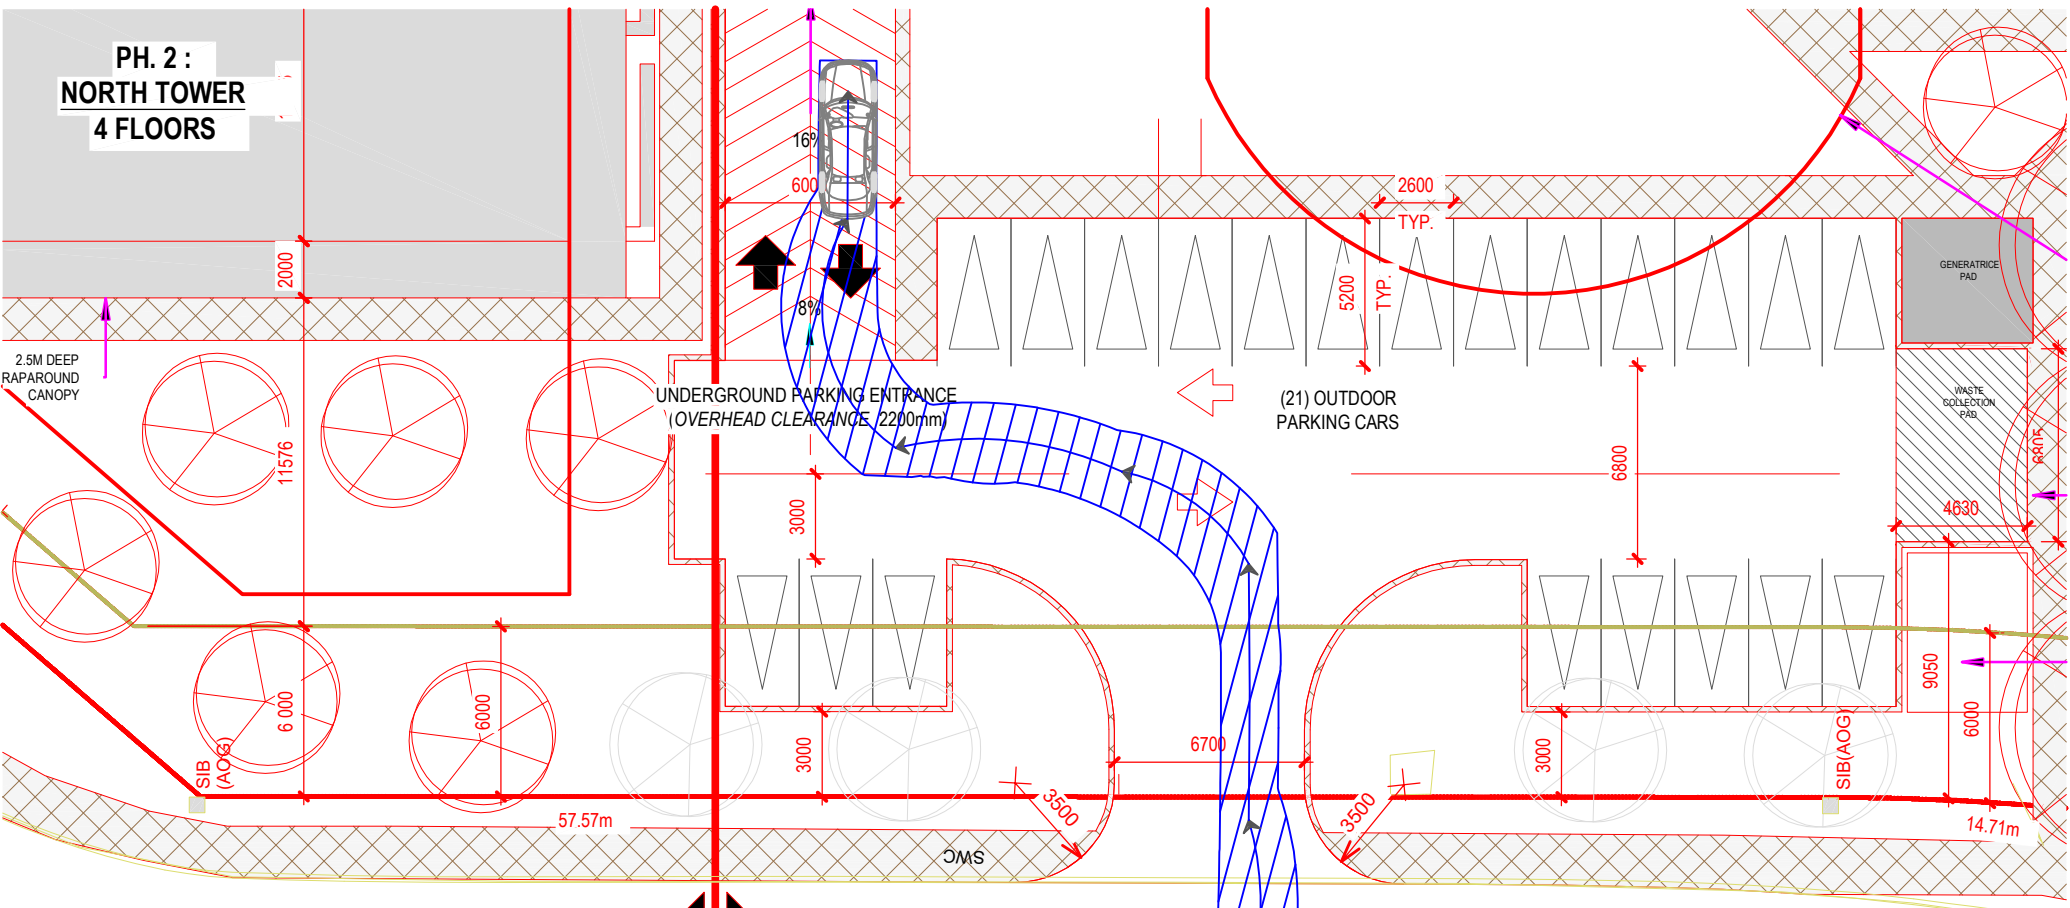 PH. 2 :
NORTH TOWER
4 FLOORS
16%
600
2600
TYP.
2000
5200
TYP.
8%
GENERATRICE
PAD
2.5M DEEP
RAPAROUND
CANOPY
UNDERGROUND PARKING ENTRANCE
(OVERHEAD CLEARANCE 2200mm)
(21) OUTDOOR
PARKING CARS
WASTE
COLLECTION
PAD
11576
6800
3000
4630
6 000
6000
3000
6700
3000
9050
6000
SIB
(AOG)
SIB(AOG)
3500
3500
57.57m
14.71m
SWC